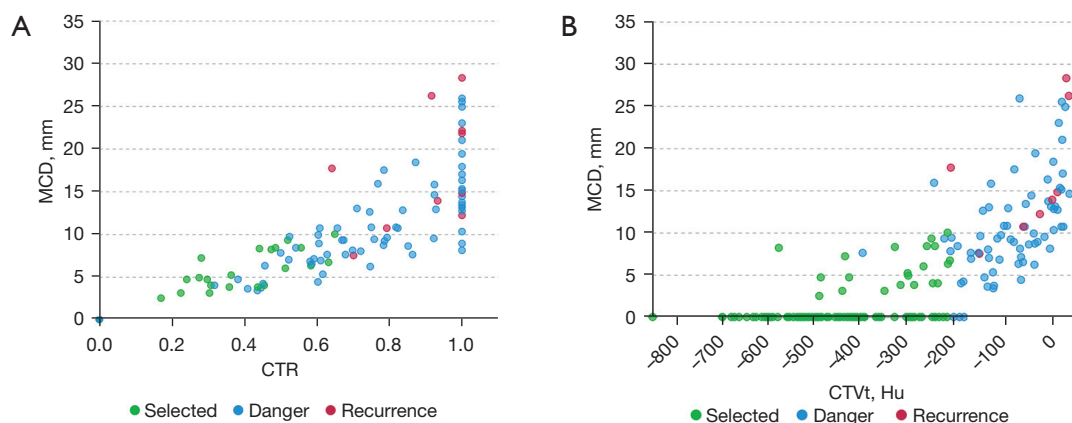 A
35
30
25
20
15
10
5
0
MCD, mm
0.0 0.2 0.4 0.6 0.8 1.0
CTR
Selected Danger Recurrence
B
35
30
25
20
15
10
5
0
MCD, mm
–800 –700 –600 –500 –400 –300 –200 –100 0
CTVt, Hu
Selected Danger Recurrence